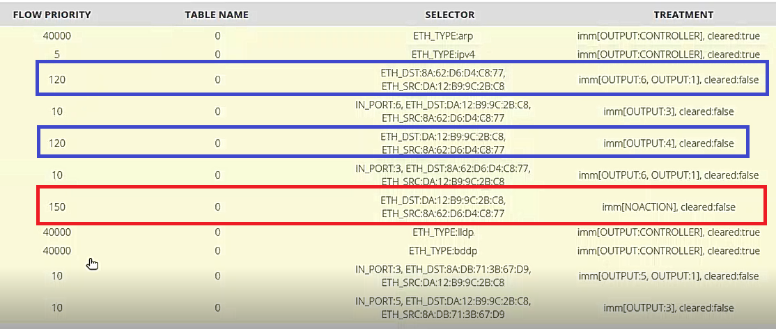 FLOW PRIORITY TABLE NAME SELECTOR TREATMENT
40000 0 ETH_TYPE:arp imm[OUTPUT:CONTROLLER], cleared:true
5 0 ETH_TYPE:ipv4 imm[OUTPUT:CONTROLLER], cleared:true
120 0 ETH_DST:8A:62:D6:D4:C8:77, imm[OUTPUT:6, OUTPUT:1], cleared:false
ETH_SRC:DA:12:B9:9C:2B:C8
10 0 IN_PORT:6, ETH_DST:DA:12:B9:9C:2B:C8, imm[OUTPUT:3], cleared:false
ETH_SRC:8A:62:D6:D4:C8:77
120 0 ETH_DST:DA:12:B9:9C:2B:C8, imm[OUTPUT:4], cleared:false
ETH_SRC:8A:62:D6:D4:C8:77
10 0 IN_PORT:3, ETH_DST:8A:62:D6:D4:C8:77, imm[OUTPUT:6, OUTPUT:1], cleared:false
ETH_SRC:DA:12:B9:9C:2B:C8
150 0 ETH_DST:DA:12:B9:9C:2B:C8, imm[NOACTION], cleared:false
ETH_SRC:8A:62:D6:D4:C8:77
40000 0 ETH_TYPE:lldp imm[OUTPUT:CONTROLLER], cleared:true
40000 0 ETH_TYPE:bddp imm[OUTPUT:CONTROLLER], cleared:true
10 0 IN_PORT:3, ETH_DST:8A:DB:71:3B:67:D9, imm[OUTPUT:5, OUTPUT:1], cleared:false
ETH_SRC:DA:12:B9:9C:2B:C8
10 0 IN_PORT:5, ETH_DST:DA:12:B9:9C:2B:C8, imm[OUTPUT:3], cleared:false
ETH_SRC:8A:DB:71:3B:67:D9